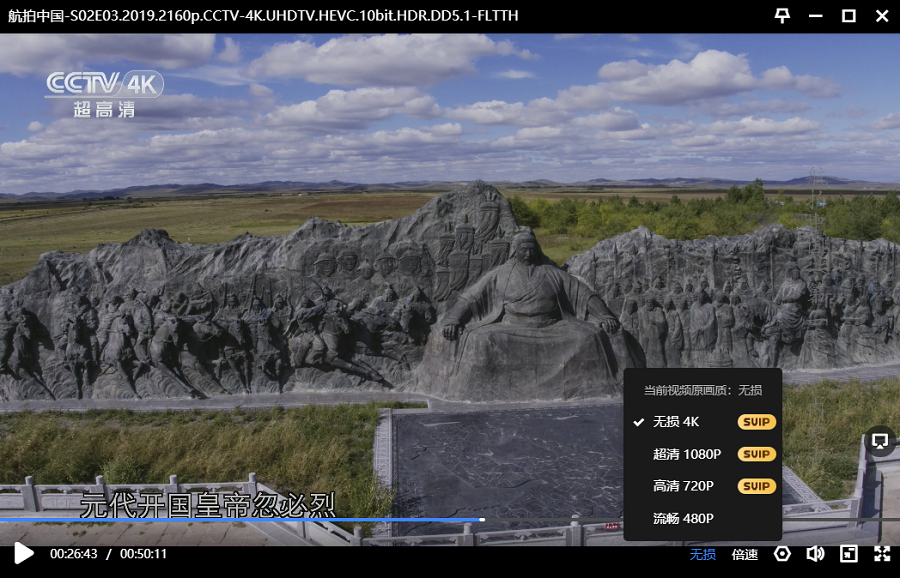 航拍中国-S02E03.2019.2160p.CCTV-4K.UHDTV.HEVC.10bit.HDR.DD5.1-FLTTH
CCTV 4K
超高清
当前视频原画质：无损
无损 4K SVIP
超清 1080P SVIP
高清 720P SVIP
流畅 480P
元代开国皇帝忽必烈
00:26:43 / 00:50:11
无损 倍速